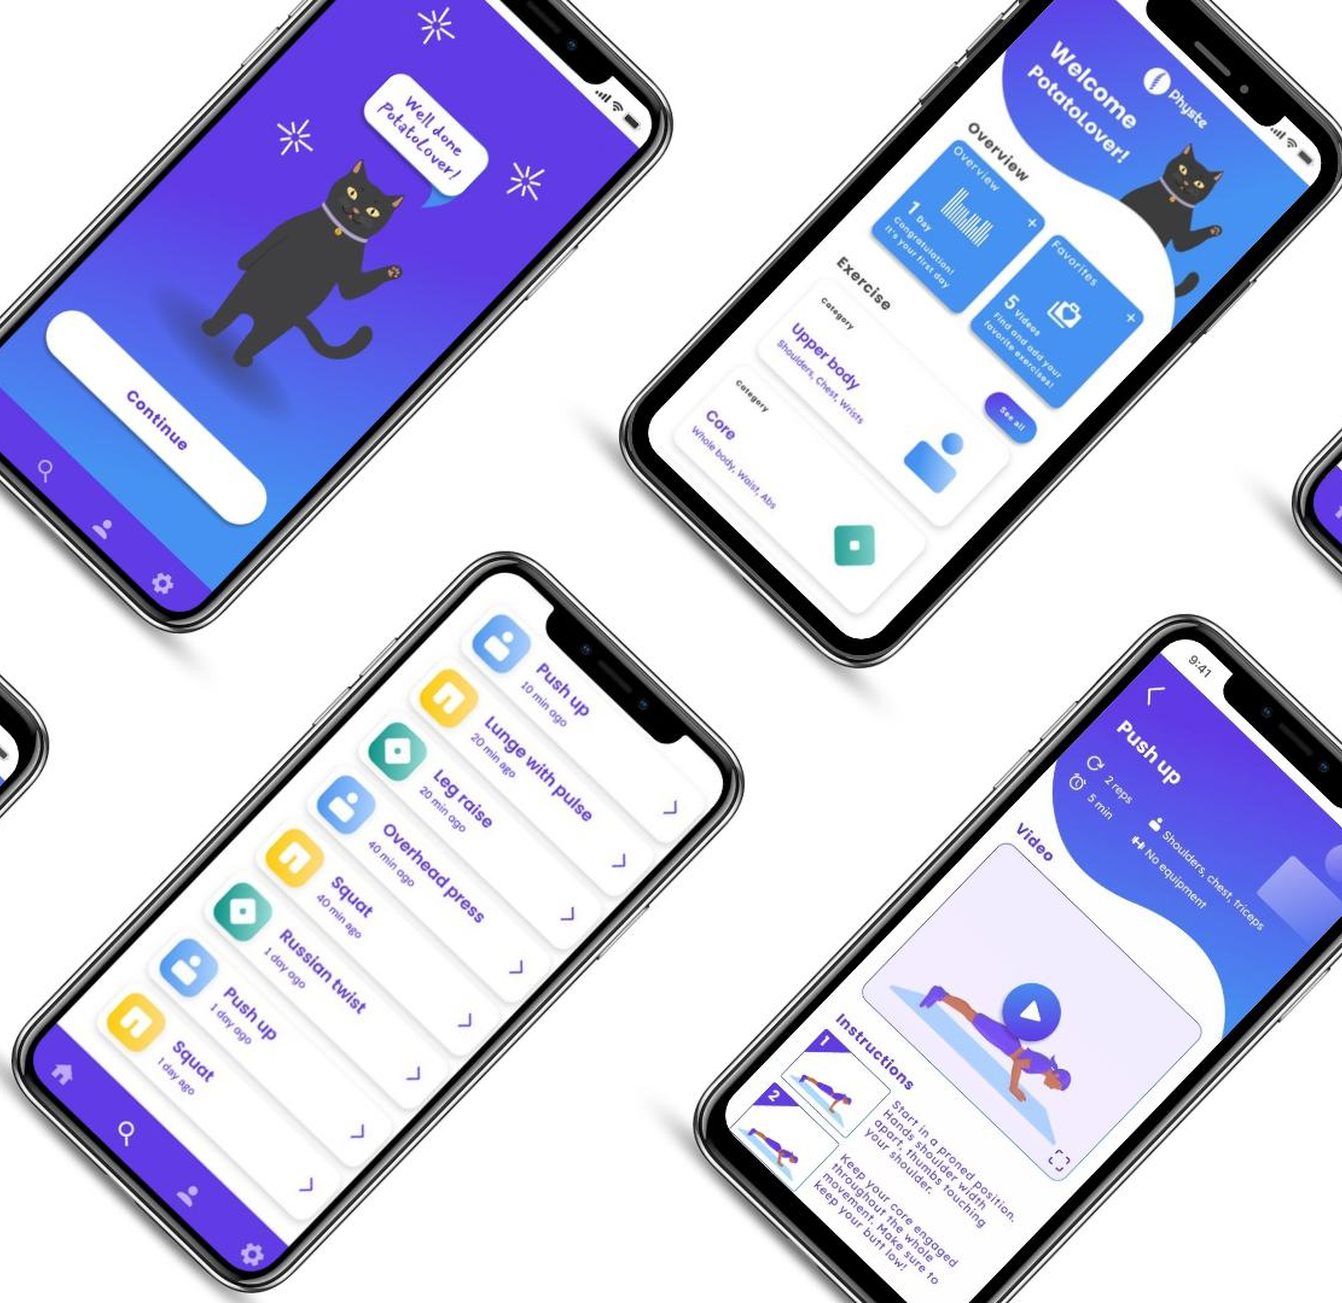 Well done
PotatoLover!
Continue
Welcome
PotatoLover!
Physte
Overview
Overview
1 Day
Congratulation!
It's your first day
Favorites
5 Videos
Find and add your
favorite exercises!
Exercise
See all
Category
Upper body
Shoulders, Chest, Wrists
Category
Core
Whole body, Waist, Abs
Push up
10 min ago
Lunge with pulse
20 min ago
Leg raise
20 min ago
Overhead press
40 min ago
Squat
40 min ago
Russian twist
1 day ago
Push up
1 day ago
Squat
1 day ago
9:41
Push up
2 reps
5 min
Shoulders, chest, triceps
No equipment
Video
Instructions
1
Start in a proned position.
Hands shoulder width
apart, thumbs touching
your shoulder.
2
Keep your core engaged
throughout the whole
movement. Make sure to
keep your butt low!